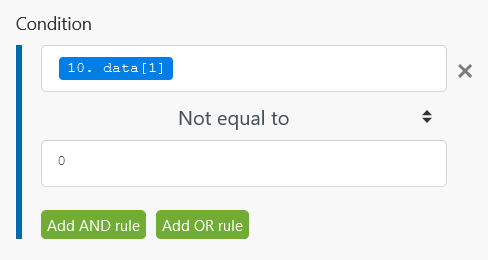 Condition
10. data[1]
Not equal to
0
Add AND rule Add OR rule